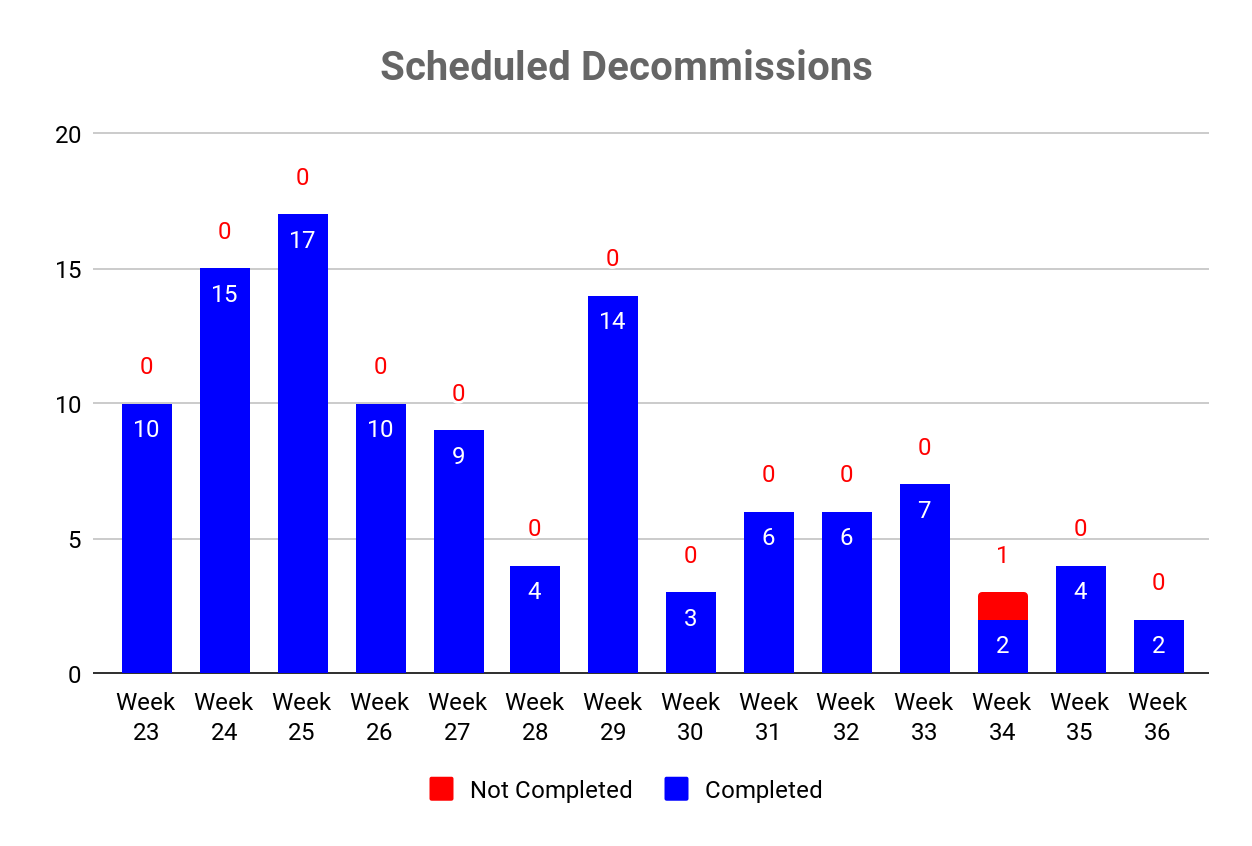 Scheduled Decommissions
20
15
10
5
0
0
0
0
0
0
0
0
0
0
0
0
1
0
0
10
15
17
10
9
4
14
3
6
6
7
2
4
2
Week 23
Week 24
Week 25
Week 26
Week 27
Week 28
Week 29
Week 30
Week 31
Week 32
Week 33
Week 34
Week 35
Week 36
Not Completed
Completed